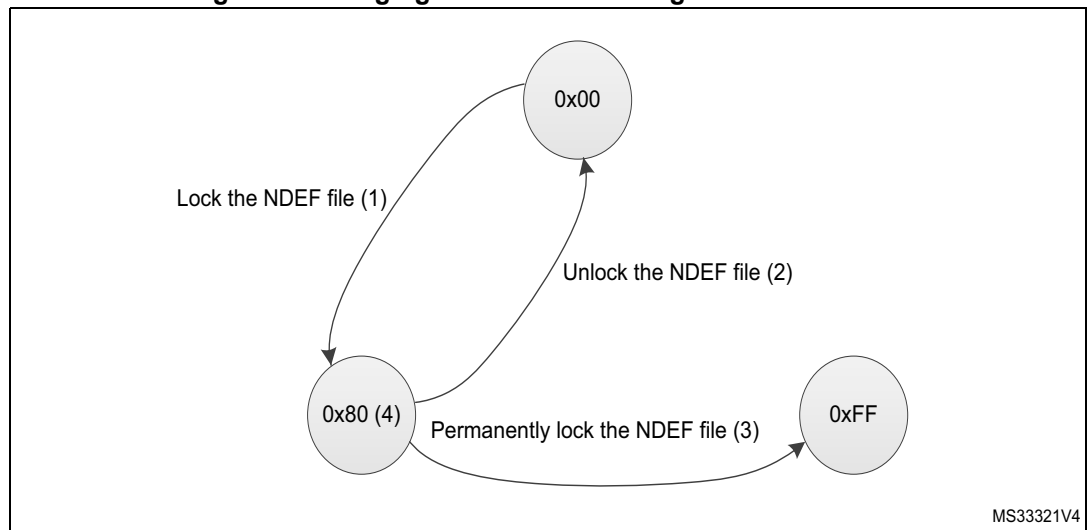 0x00
Lock the NDEF file (1)
Unlock the NDEF file (2)
0x80 (4)
Permanently lock the NDEF file (3)
0xFF
MS33321V4